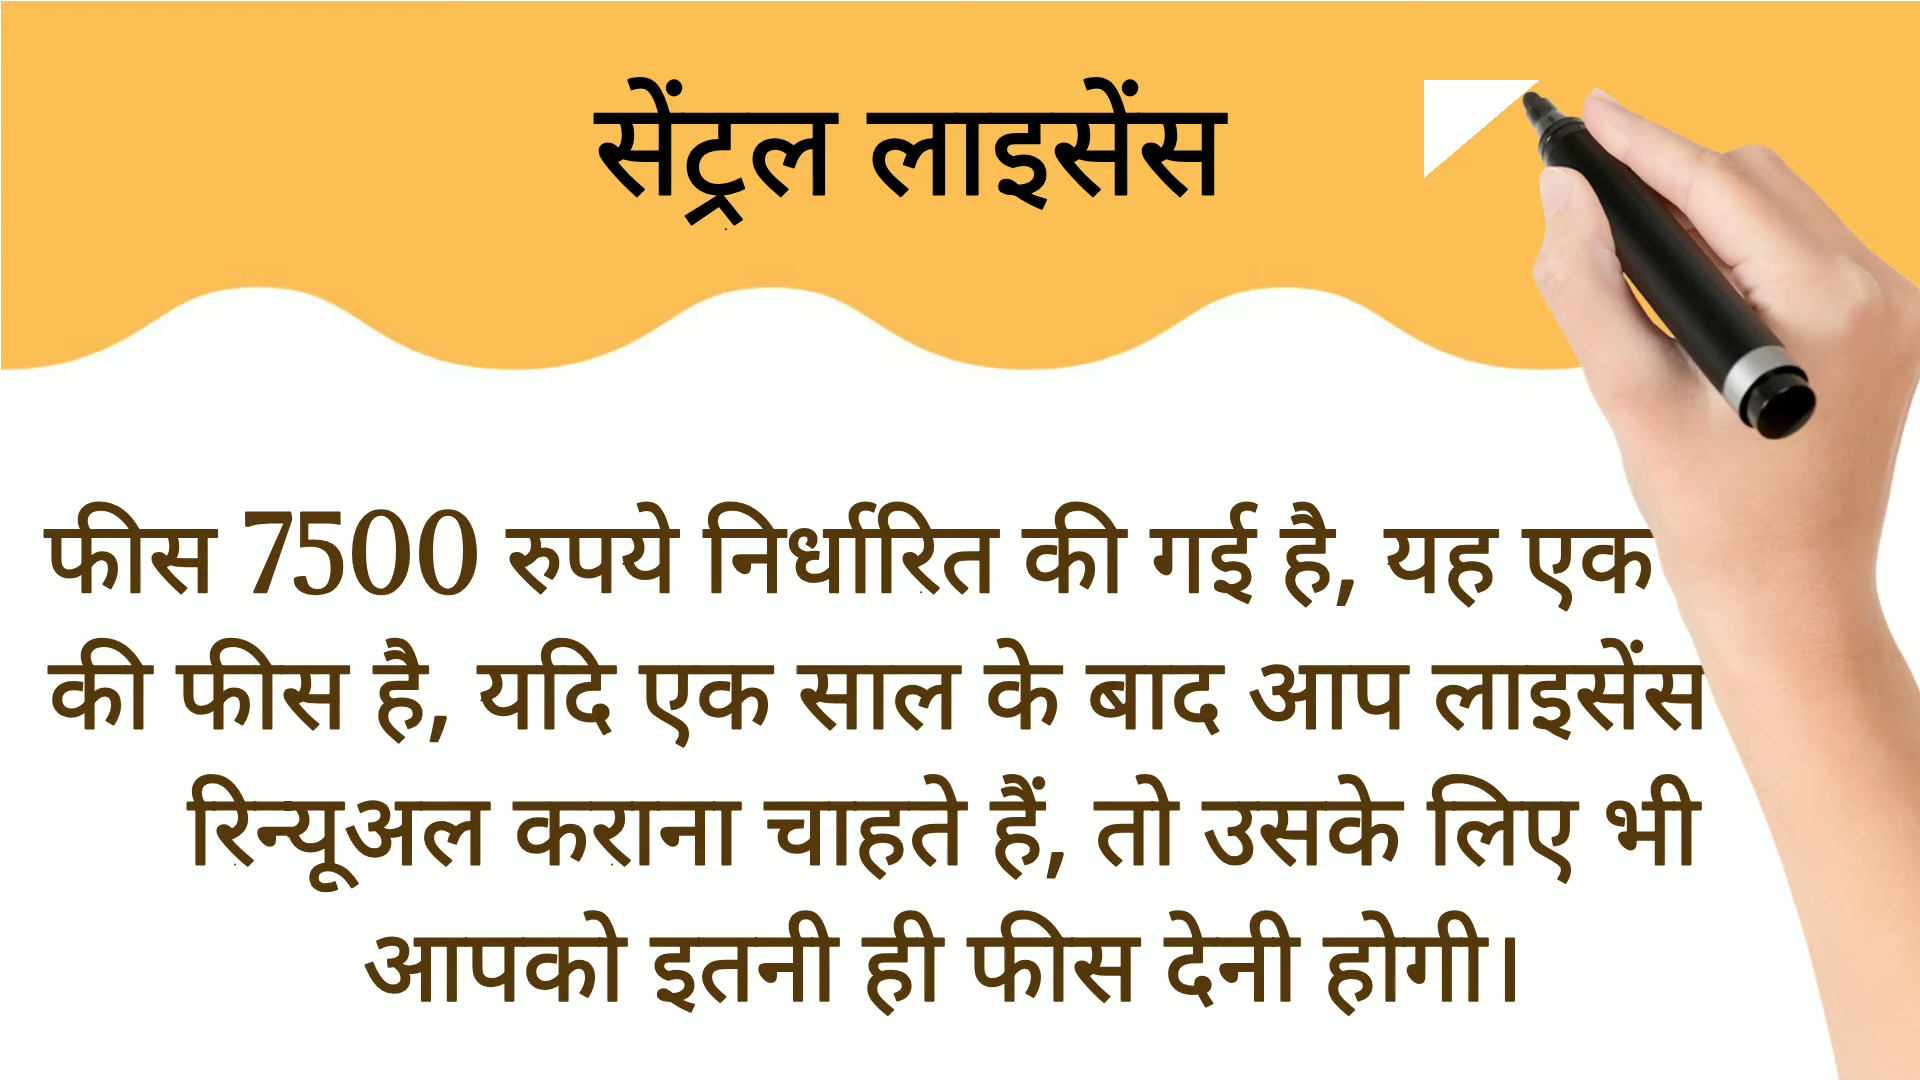 सेंट्रल लाइसेंस
फीस 7500 रुपये निर्धारित की गई है, यह एक
की फीस है, यदि एक साल के बाद आप लाइसेंस
रिन्यूअल कराना चाहते हैं, तो उसके लिए भी
आपको इतनी ही फीस देनी होगी।